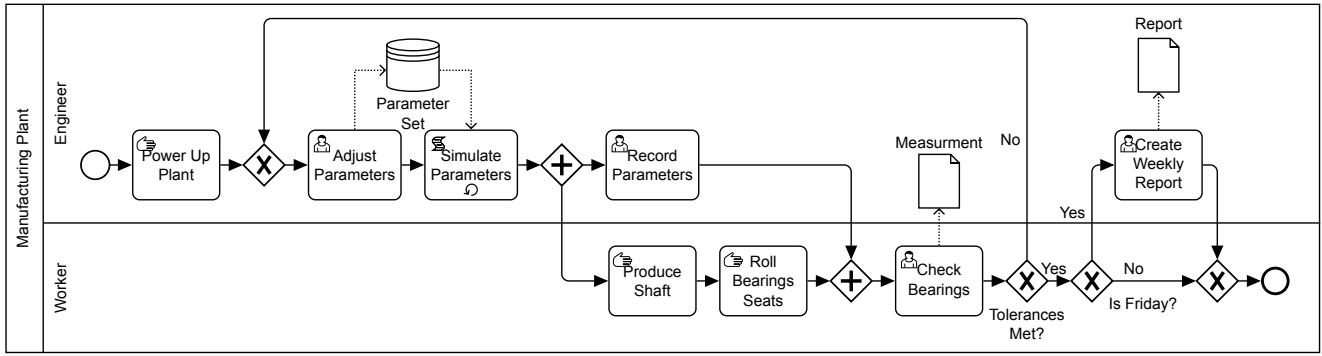 Manufacturing Plant
Engineer
Worker
Power Up
Plant
Adjust
Parameters
Parameter
Set
Simulate
Parameters
Record
Parameters
Measurment
No
Report
Create
Weekly
Report
Yes
Produce
Shaft
Roll
Bearings
Seats
Check
Bearings
Yes
Tolerances
Met?
No
Is Friday?